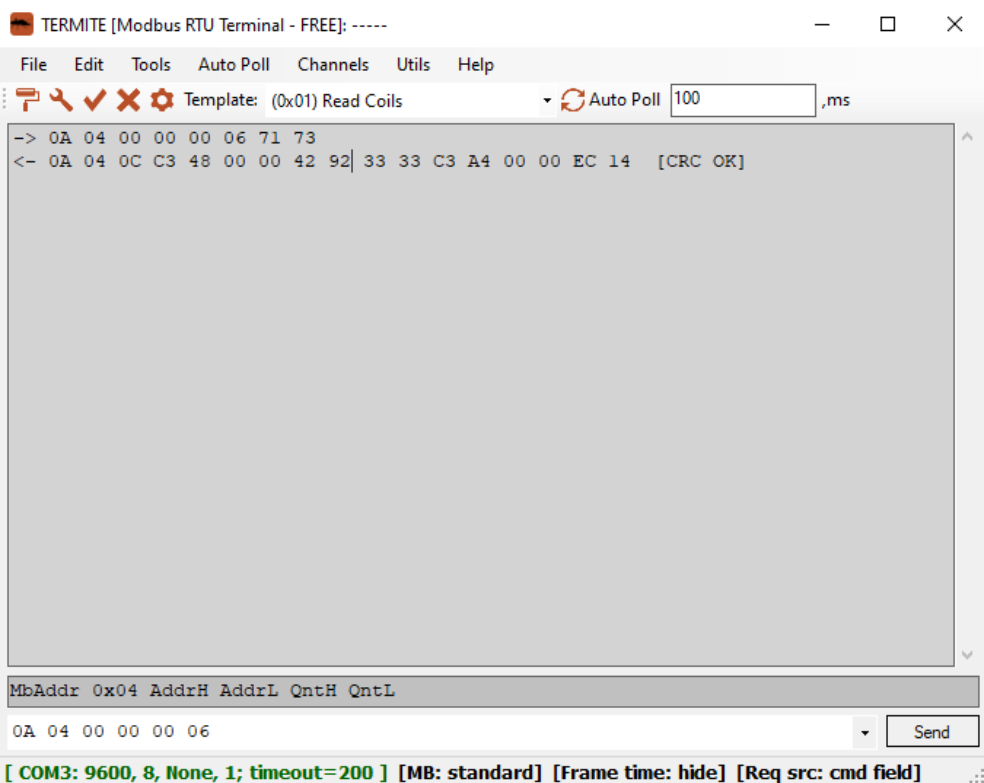 TERMITE [Modbus RTU Terminal - FREE]: -----
File Edit Tools Auto Poll Channels Utils Help
Template: (0x01) Read Coils Auto Poll 100 ,ms
-> 0A 04 00 00 00 06 71 73
<- 0A 04 0C C3 48 00 00 42 92 33 33 C3 A4 00 00 EC 14 [CRC OK]
MbAddr 0x04 AddrH AddrL QntH QntL
0A 04 00 00 00 06 Send
[ COM3: 9600, 8, None, 1; timeout=200 ] [MB: standard] [Frame time: hide] [Req src: cmd field]